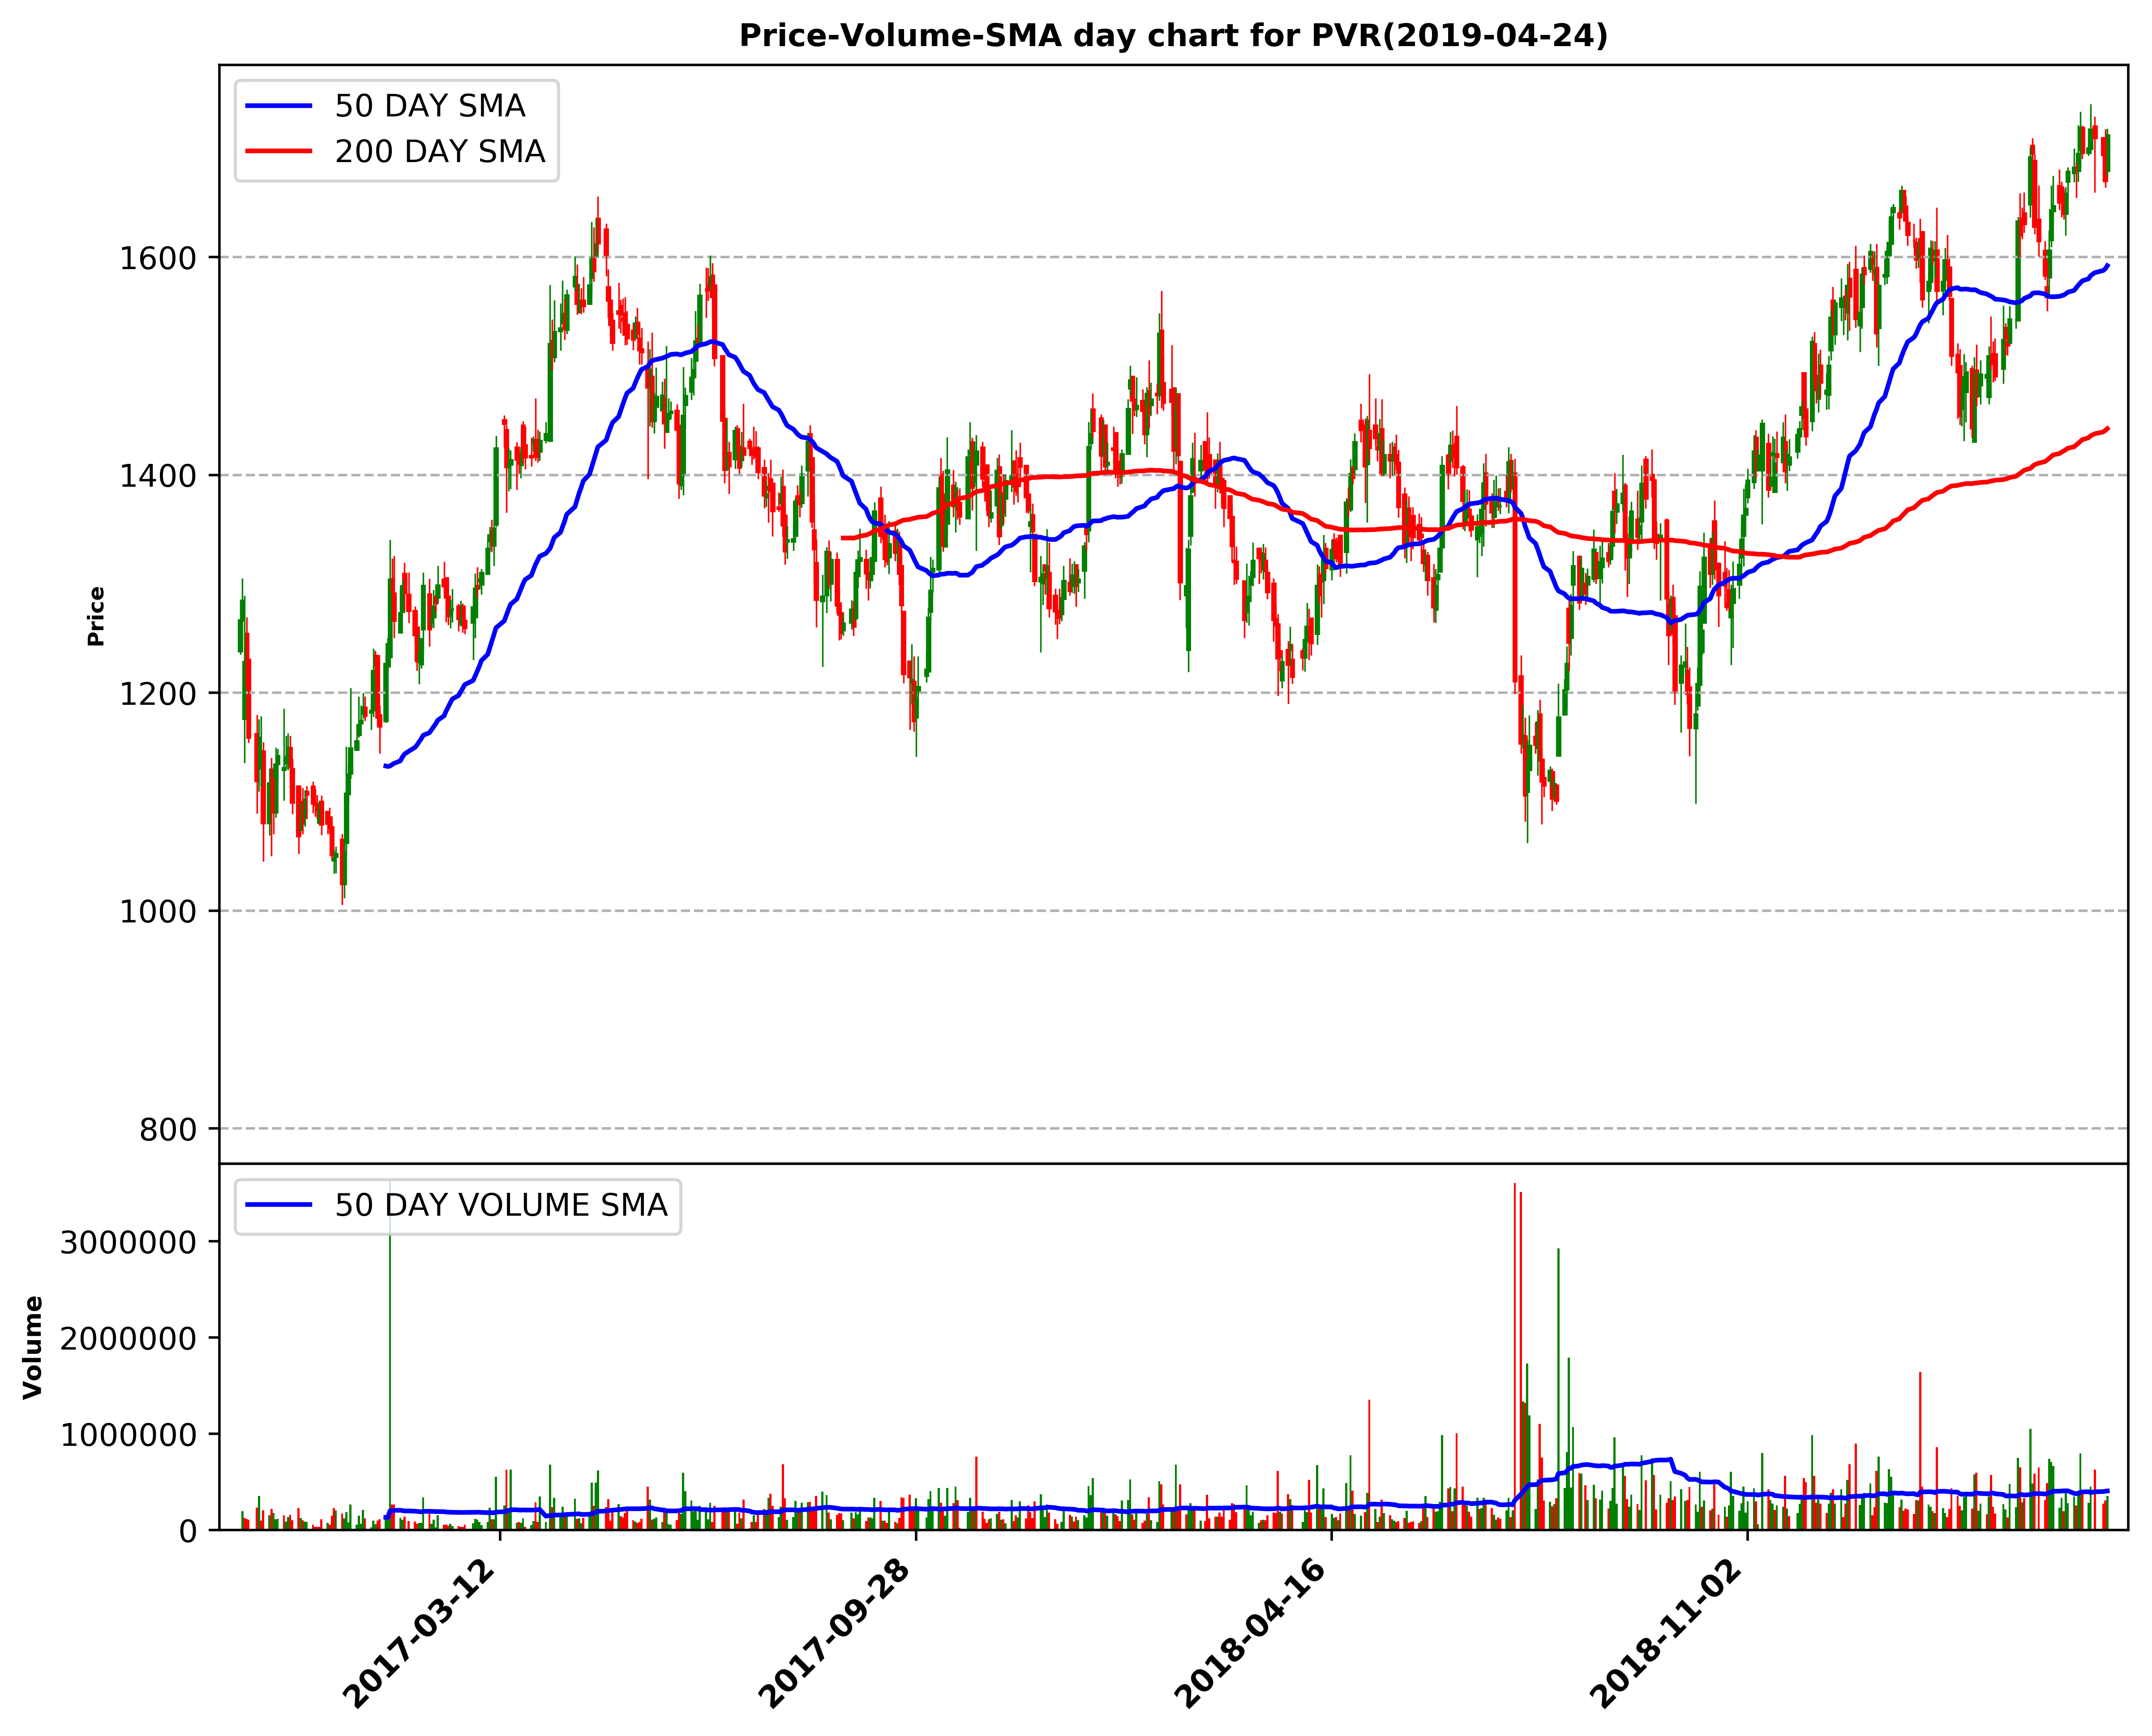 Price-Volume-SMA day chart for PVR(2019-04-24)
50 DAY SMA
200 DAY SMA
1600
1400
1200
1000
800
Price
50 DAY VOLUME SMA
3000000
2000000
1000000
0
Volume
2017-03-12
2017-09-28
2018-04-16
2018-11-02